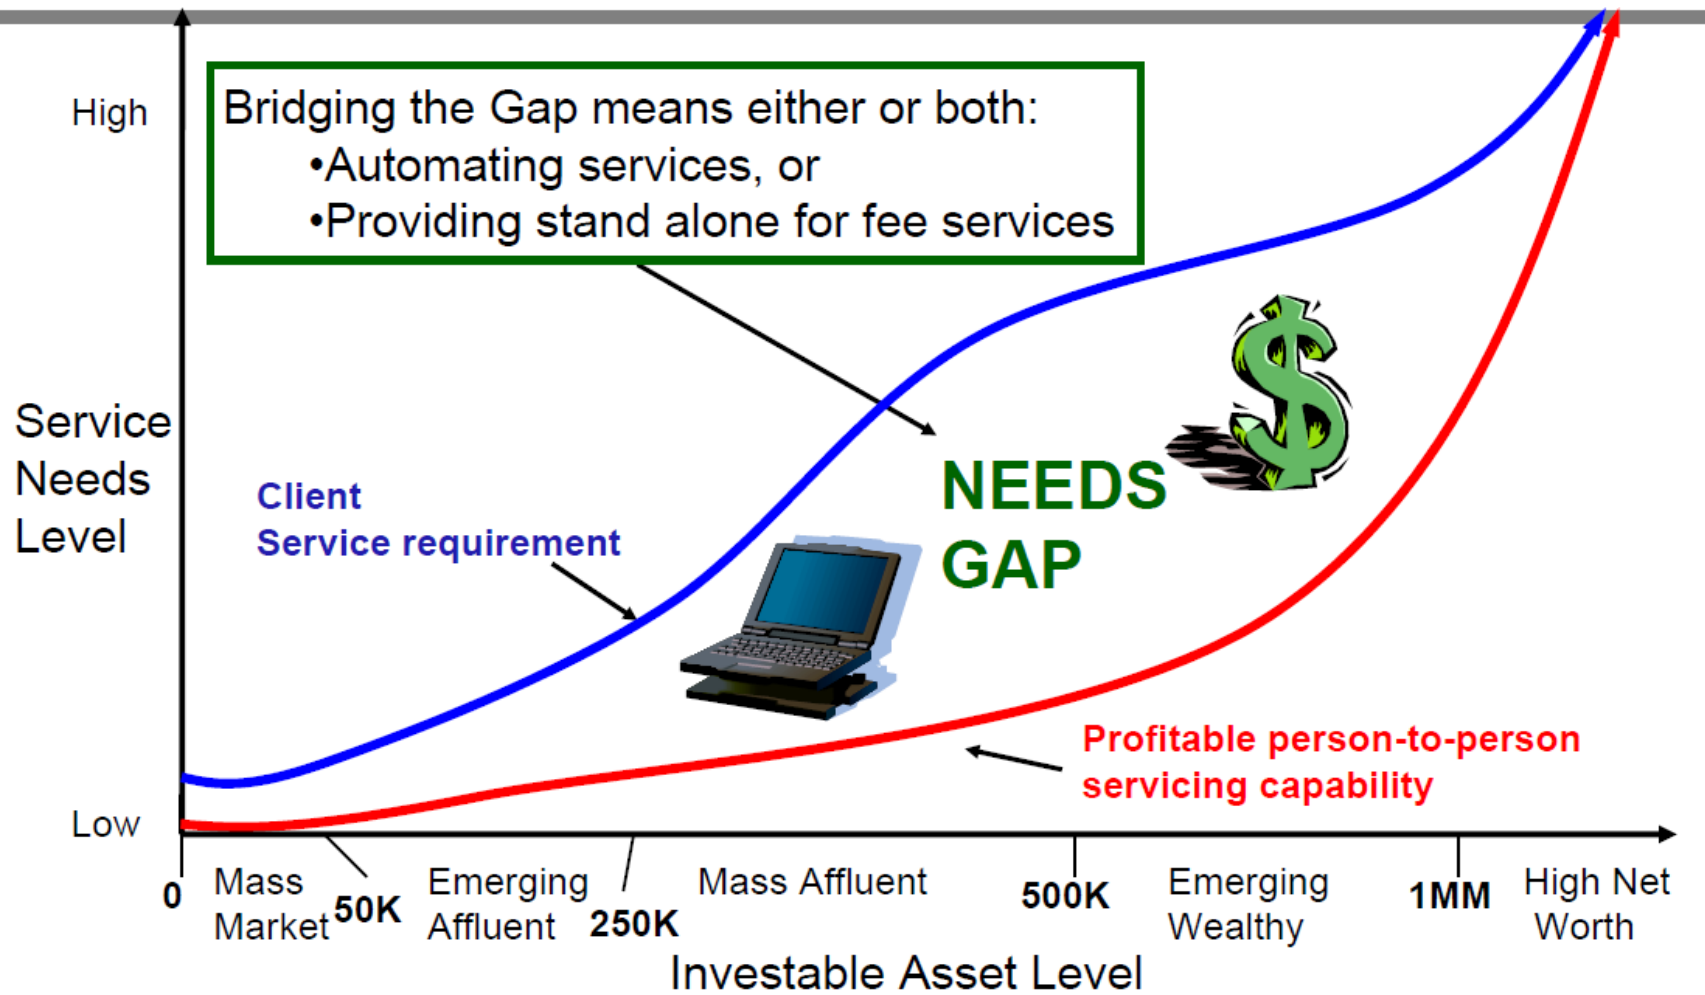 Bridging the Gap means either or both:
•Automating services, or
•Providing stand alone for fee services
High
Service
Needs
Level
Low
Client
Service requirement
NEEDS
GAP
Profitable person-to-person
servicing capability
0
Mass
Market
50K
Emerging
Affluent
250K
Mass Affluent
500K
Emerging
Wealthy
1MM
High Net
Worth
Investable Asset Level